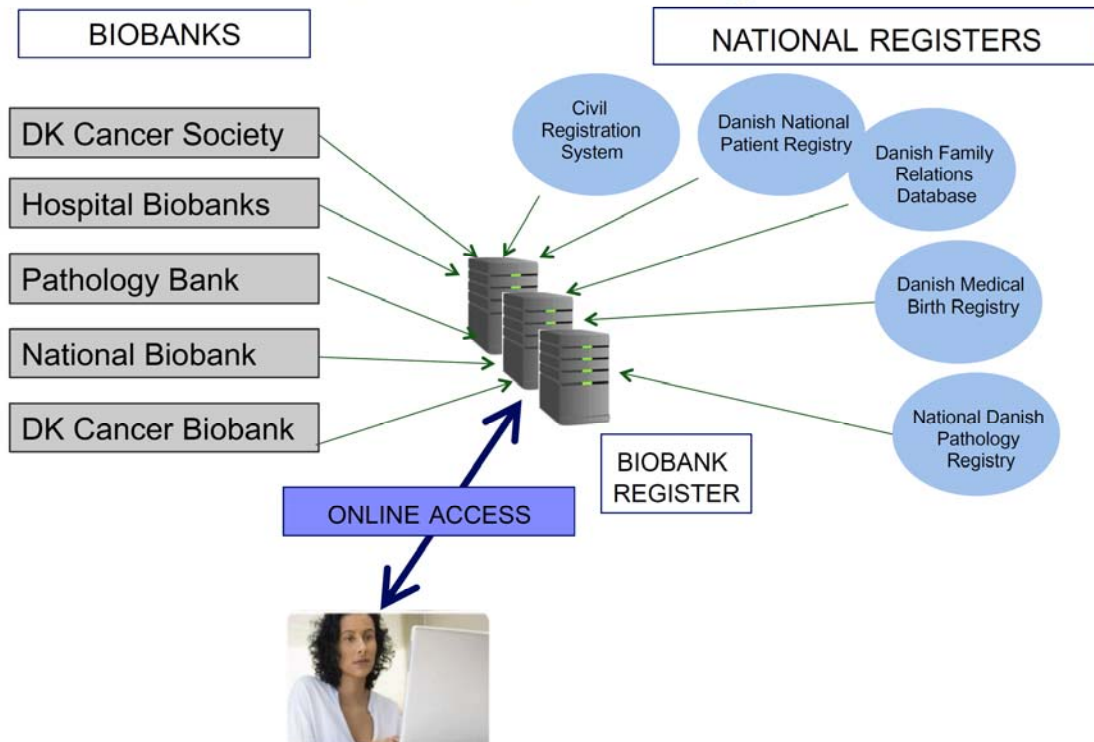 BIOBANKS
NATIONAL REGISTERS
DK Cancer Society
Hospital Biobanks
Pathology Bank
National Biobank
DK Cancer Biobank
Civil
Registration
System
Danish National
Patient Registry
Danish Family
Relations
Database
Danish Medical
Birth Registry
National Danish
Pathology
Registry
BIOBANK
REGISTER
ONLINE ACCESS